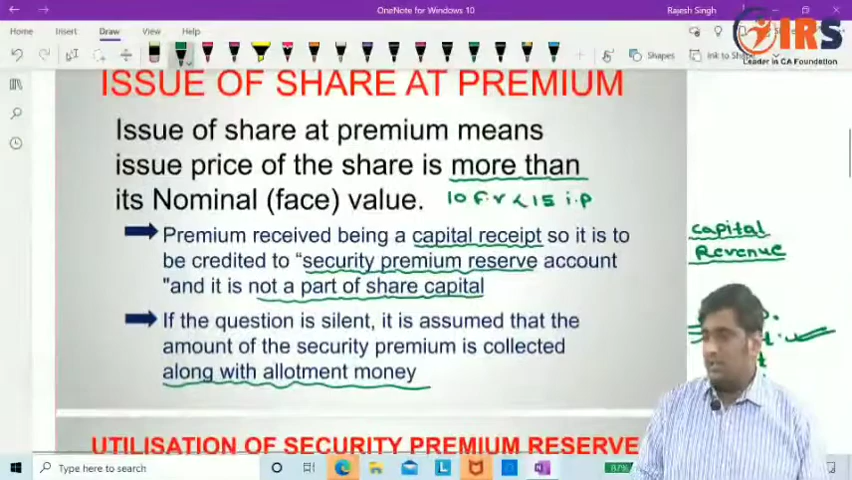 OneNote for Windows 10
Rajesh Singh
Home
Insert
Draw
View
Help
Shapes
Ink to Shape
IRS
Leader in CA Foundation
ISSUE OF SHARE AT PREMIUM
Issue of share at premium means
issue price of the share is more than
its Nominal (face) value. 10 F.V < 15 i.p
Premium received being a capital receipt so it is to
be credited to “security premium reserve account
"and it is not a part of share capital
capital
Revenue
If the question is silent, it is assumed that the
amount of the security premium is collected
along with allotment money
UTILISATION OF SECURITY PREMIUM RESERVE
Type here to search
87%